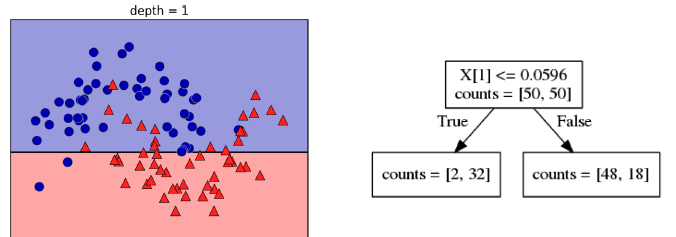 depth = 1
X[1] <= 0.0596
counts = [50, 50]
True
False
counts = [2, 32]
counts = [48, 18]